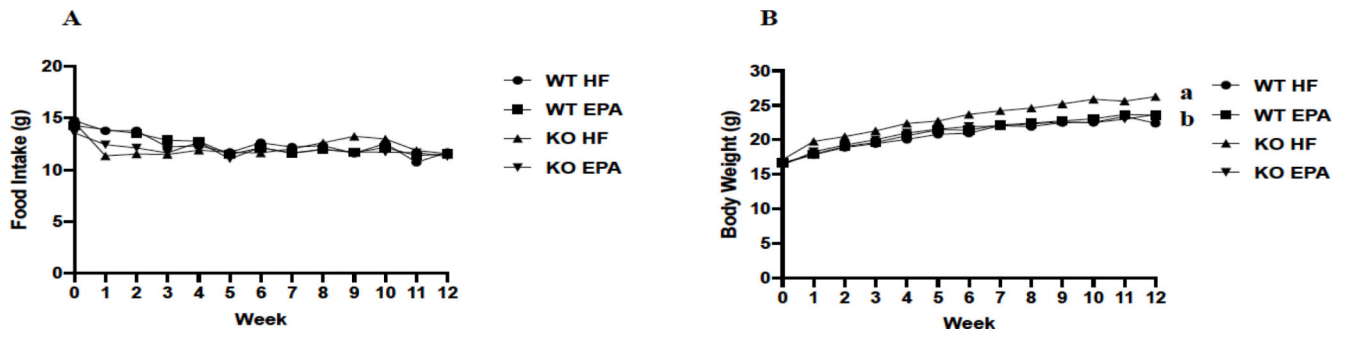 A
Food Intake (g)
20
15
10
5
0
0 1 2 3 4 5 6 7 8 9 10 11 12
Week
WT HF
WT EPA
KO HF
KO EPA
B
Body Weight (g)
30
25
20
15
10
5
0
0 1 2 3 4 5 6 7 8 9 10 11 12
Week
a
b
WT HF
WT EPA
KO HF
KO EPA